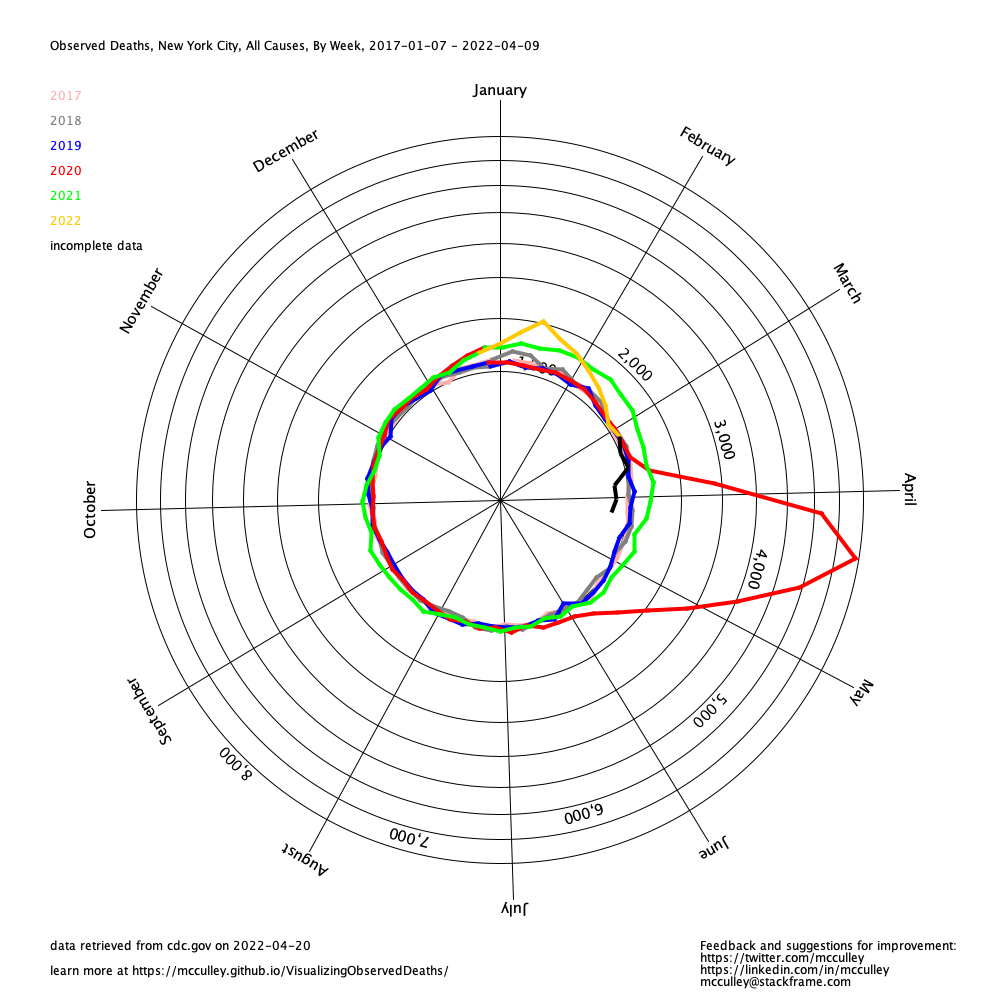 Observed Deaths, New York City, All Causes, By Week, 2017-01-07 - 2022-04-09
January
2017
2018
2019
2020
2021
2022
incomplete data
December
February
November
March
1,000
2,000
3,000
October
April
4,000
September
May
5,000
8,000
6,000
7,000
August
June
July
data retrieved from cdc.gov on 2022-04-20
learn more at https://mcculley.github.io/VisualizingObservedDeaths/
Feedback and suggestions for improvement:
https://twitter.com/mcculley
https://linkedin.com/in/mcculley
mcculley@stackframe.com